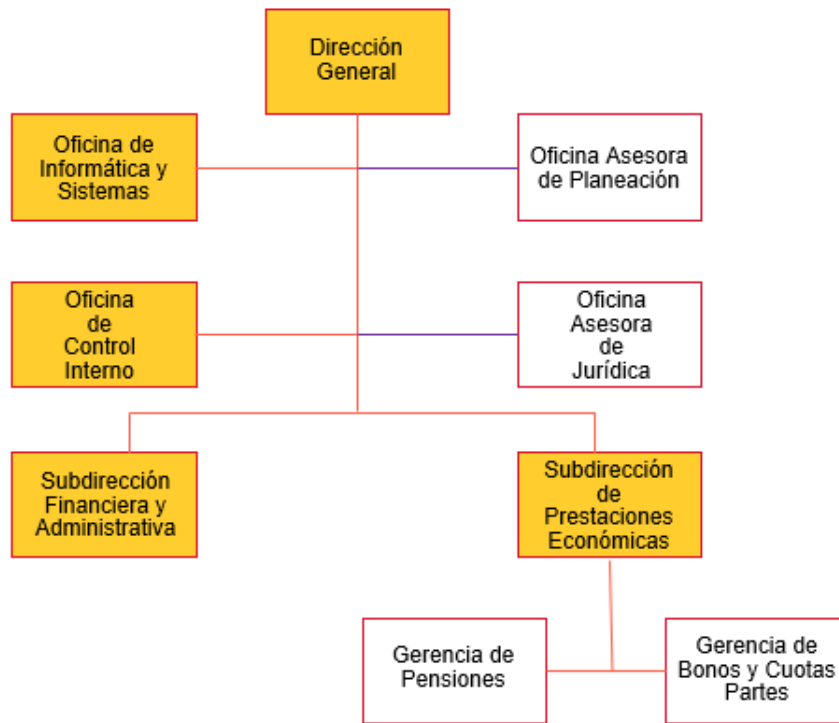 Dirección
General
Oficina de
Informática y
Sistemas
Oficina Asesora
de Planeación
Oficina
de
Control
Interno
Oficina
Asesora
de
Jurídica
Subdirección
Financiera y
Administrativa
Subdirección
de
Prestaciones
Económicas
Gerencia de
Pensiones
Gerencia de
Bonos y Cuotas
Partes